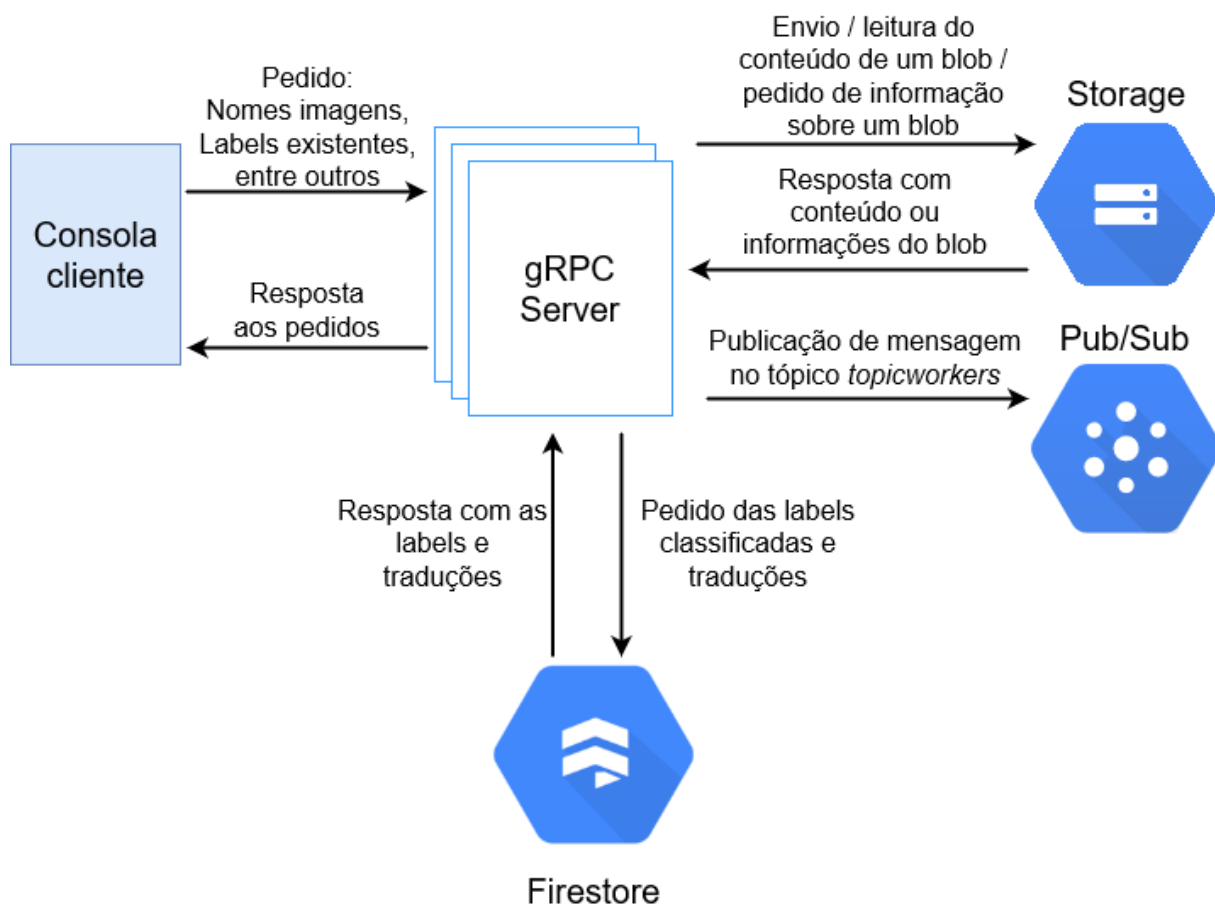 Pedido:
Nomes imagens,
Labels existentes,
entre outros
Consola
cliente
Resposta
aos pedidos
gRPC
Server
Envio / leitura do
conteúdo de um blob /
pedido de informação
sobre um blob
Storage
Resposta com
conteúdo ou
informações do blob
Publicação de mensagem
no tópico topicworkers
Pub/Sub
Resposta com as
labels e
traduções
Pedido das labels
classificadas e
traduções
Firestore